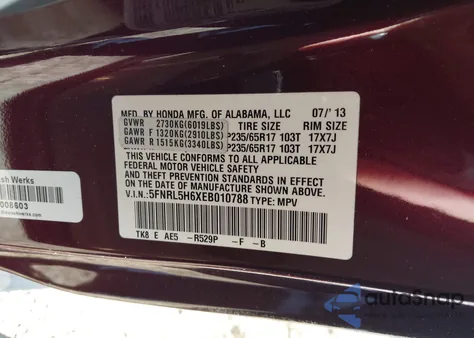 MFD. BY HONDA MFG. OF ALABAMA, LLC 07/'13
GVWR 2730KG(6019LBS) TIRE SIZE RIM SIZE
GAWR F 1320KG(2910LBS) P235/65R17 103T 17X7J
GAWR R 1515KG(3340LBS) P235/65R17 103T 17X7J
THIS VEHICLE CONFORMS TO ALL APPLICABLE
FEDERAL MOTOR VEHICLE SAFETY
AND THEFT PREVENTION STANDARDS IN EFFECT
ON THE DATE OF MANUFACTURE SHOWN ABOVE.
V.I.N.: 5FNRL5H6XEB010788 TYPE: MPV
TK8 E AE5 -R529P -F -B
sh Werks
008603
autoSnap